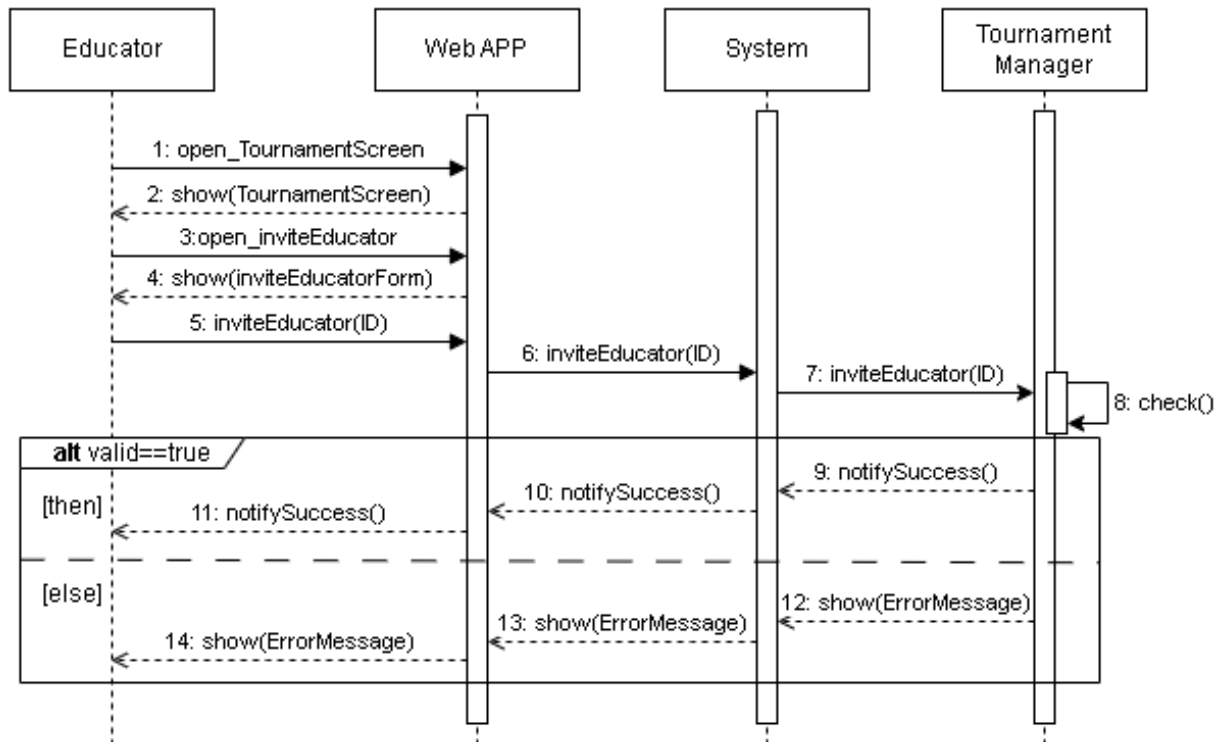 Educator
Web APP
System
Tournament
Manager
1: open_TournamentScreen
2: show(TournamentScreen)
3:open_inviteEducator
4: show(inviteEducatorForm)
5: inviteEducator(ID)
6: inviteEducator(ID)
7: inviteEducator(ID)
8: check()
alt valid==true
[then]
9: notifySuccess()
10: notifySuccess()
11: notifySuccess()
[else]
12: show(ErrorMessage)
13: show(ErrorMessage)
14: show(ErrorMessage)